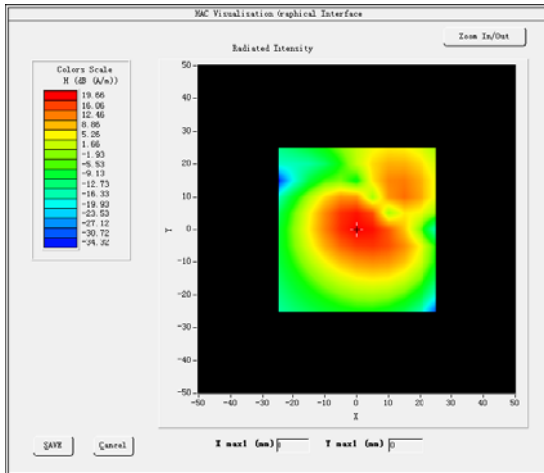 HAC Visualisation Graphical Interface
Zoom In/Out
Radiated Intensity
Colors Scale
H (dB (A/m))
19.66
16.06
12.46
8.86
5.26
1.66
-1.93
-5.53
-9.13
-12.73
-16.33
-19.93
-23.53
-27.12
-30.72
-34.32
50
40
30
20
10
0
-10
-20
-30
-40
-50
Y
-50 -40 -30 -20 -10 0 10 20 30 40 50
X
SAVE
Cancel
X max1 (mm)
Y max1 (mm) 0